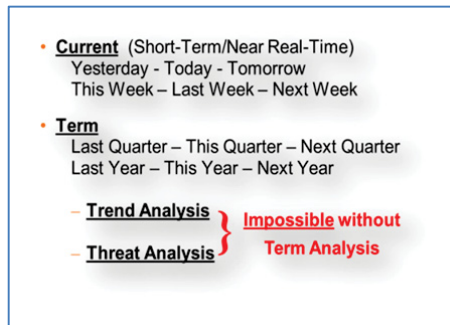 • Current (Short-Term/Near Real-Time)
Yesterday - Today - Tomorrow
This Week – Last Week – Next Week
• Term
Last Quarter – This Quarter – Next Quarter
Last Year – This Year – Next Year
– Trend Analysis
– Threat Analysis
Impossible without
Term Analysis